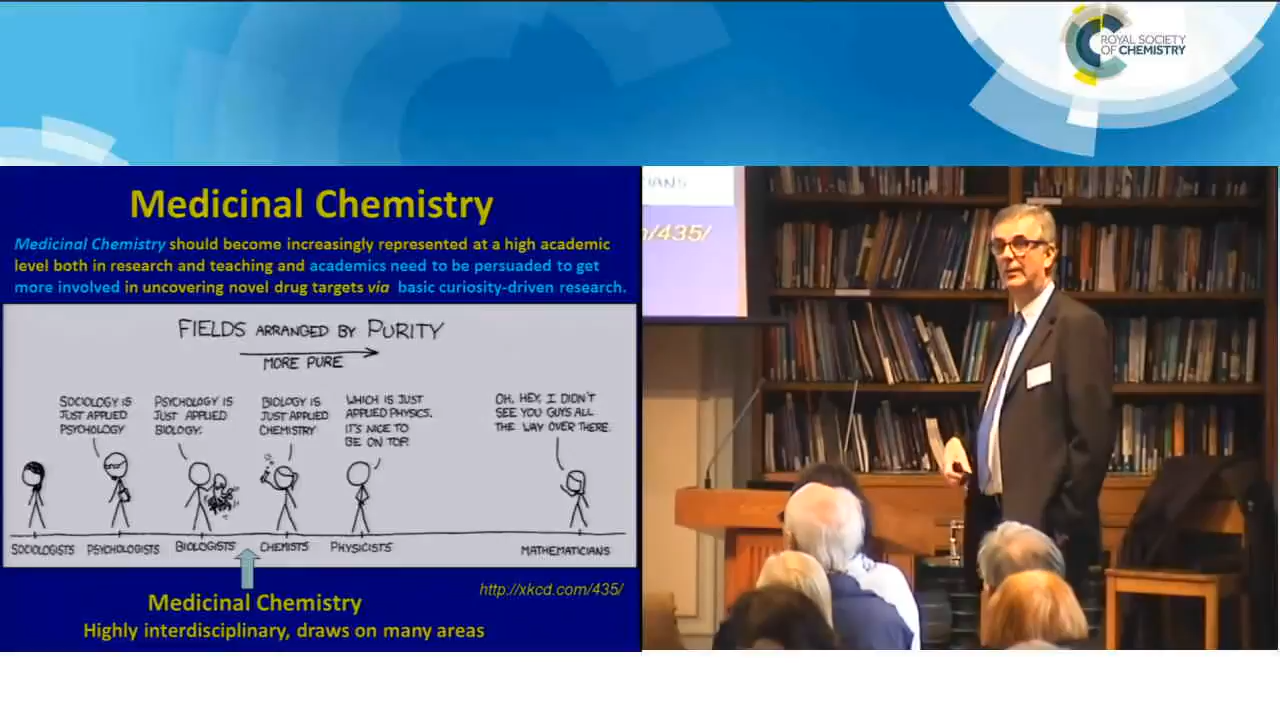 ROYAL SOCIETY
OF CHEMISTRY
Medicinal Chemistry
Medicinal Chemistry should become increasingly represented at a high academic
level both in research and teaching and academics need to be persuaded to get
more involved in uncovering novel drug targets via basic curiosity-driven research.
FIELDS ARRANGED BY PURITY
MORE PURE
SOCIOLOGY IS
JUST APPLIED
PSYCHOLOGY
PSYCHOLOGY IS
JUST APPLIED
BIOLOGY.
BIOLOGY IS
JUST APPLIED
CHEMISTRY
WHICH IS JUST
APPLIED PHYSICS.
IT'S NICE TO
BE ON TOP.
OH, HEY, I DIDN'T
SEE YOU GUYS ALL
THE WAY OVER THERE.
SOCIOLOGISTS
PSYCHOLOGISTS
BIOLOGISTS
CHEMISTS
PHYSICISTS
MATHEMATICIANS
http://xkcd.com/435/
Medicinal Chemistry
Highly interdisciplinary, draws on many areas
IANS
/435/